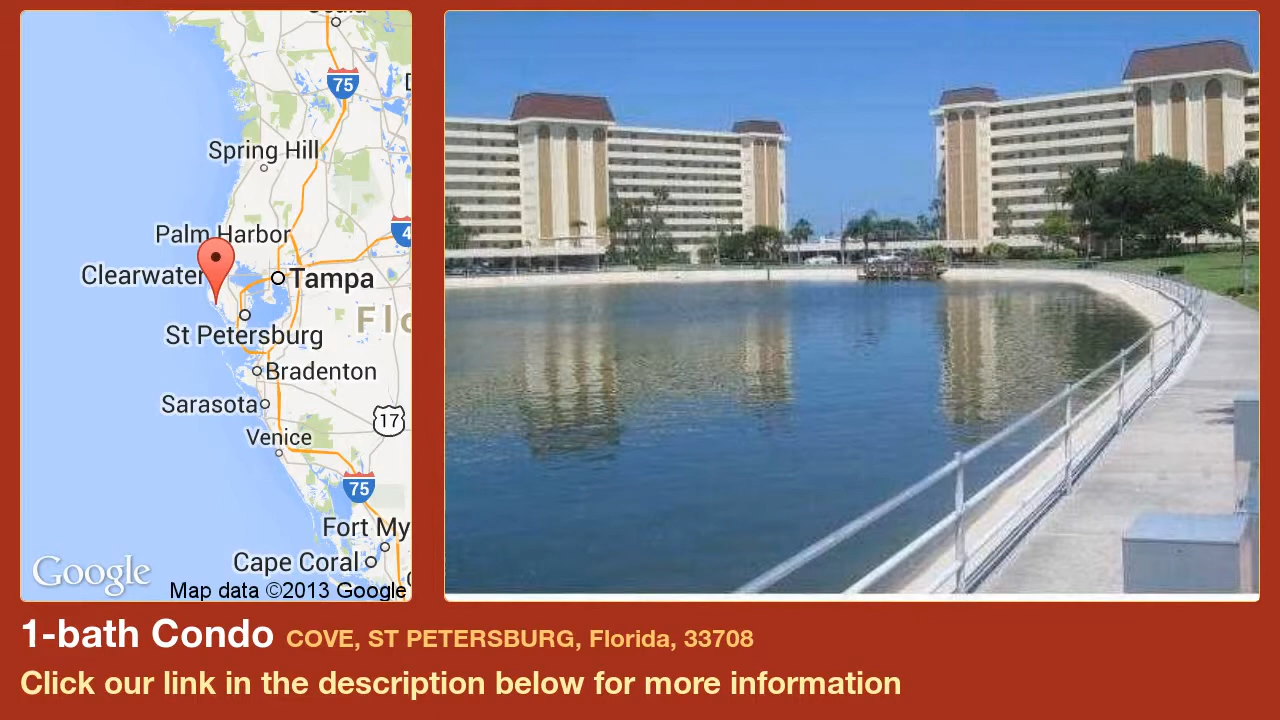 75
Spring Hill
Palm Harbor
4
Clearwater
Tampa
St Petersburg
Bradenton
Sarasota
17
Venice
75
Fort My
Cape Coral
Google
Map data ©2013 Google
1-bath Condo COVE, ST PETERSBURG, Florida, 33708
Click our link in the description below for more information